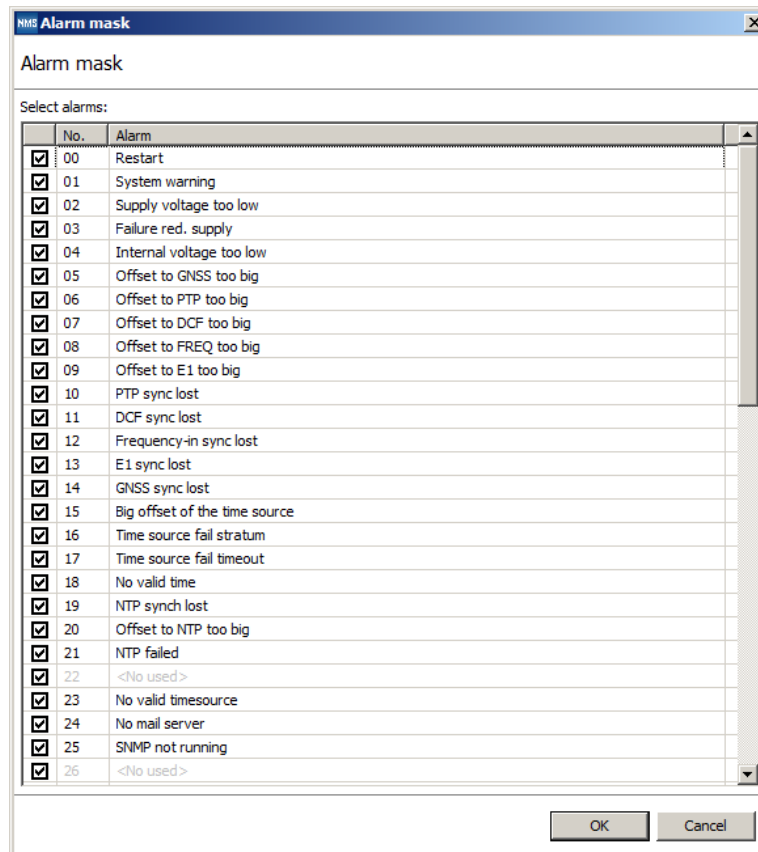 NMS Alarm mask
Alarm mask
Select alarms:
No. Alarm
00 Restart
01 System warning
02 Supply voltage too low
03 Failure red. supply
04 Internal voltage too low
05 Offset to GNSS too big
06 Offset to PTP too big
07 Offset to DCF too big
08 Offset to FREQ too big
09 Offset to E1 too big
10 PTP sync lost
11 DCF sync lost
12 Frequency-in sync lost
13 E1 sync lost
14 GNSS sync lost
15 Big offset of the time source
16 Time source fail stratum
17 Time source fail timeout
18 No valid time
19 NTP synch lost
20 Offset to NTP too big
21 NTP failed
22 <No used>
23 No valid timesource
24 No mail server
25 SNMP not running
26 <No used>
OK Cancel